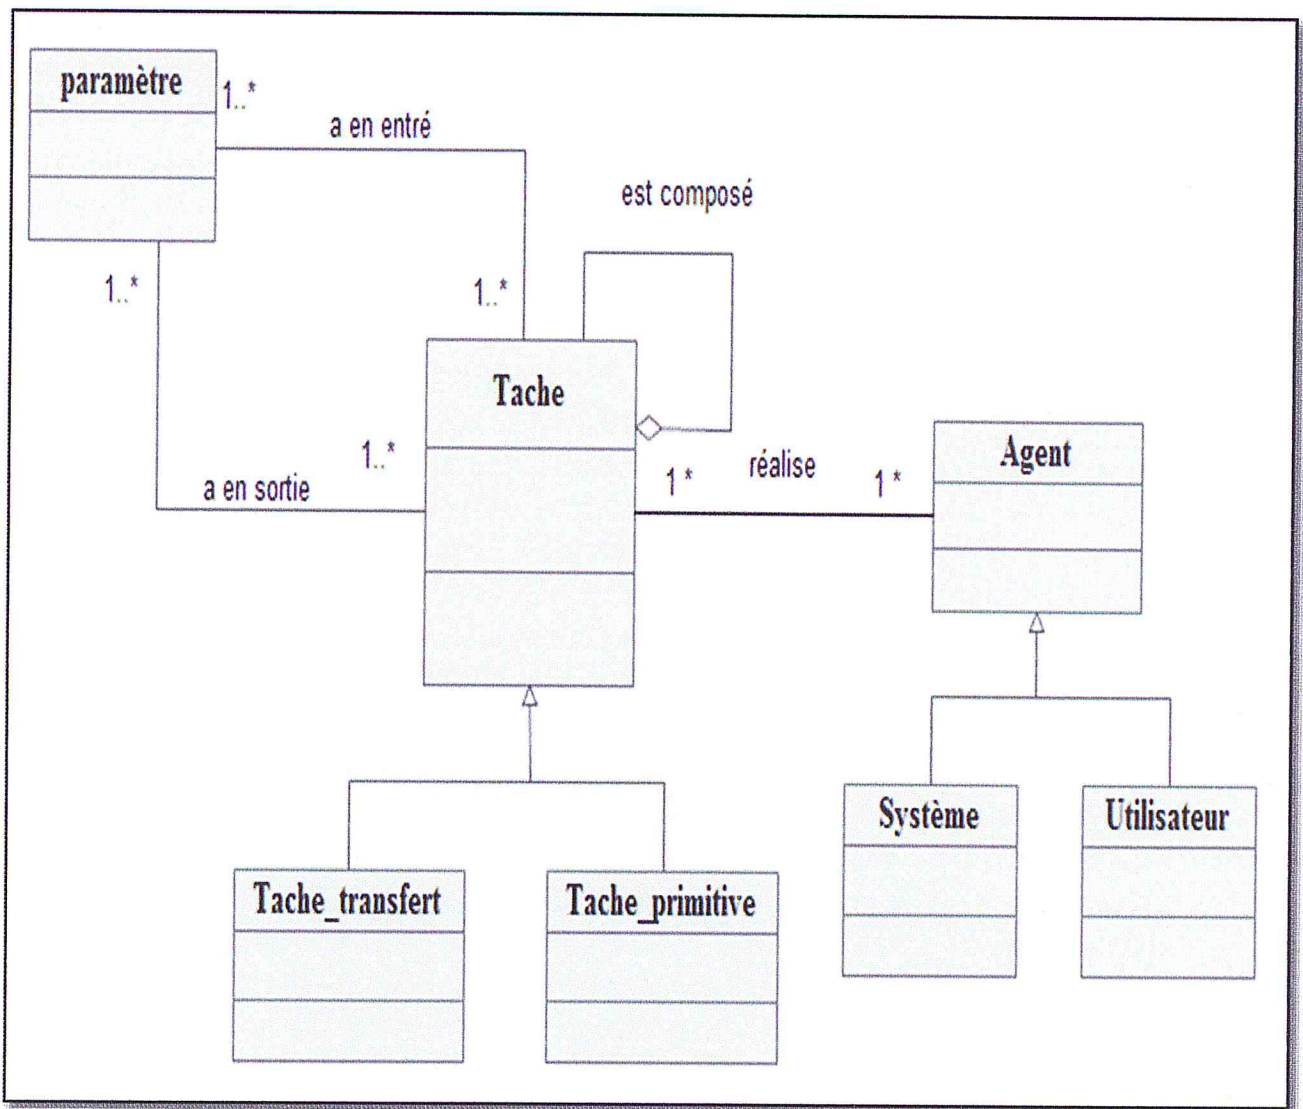 paramètre
1..*
a en entré
est composé
1..*
1..*
Tache
1..*
a en sortie
réalise
1 *
1 *
Agent
Système
Utilisateur
Tache_transfert
Tache_primitive